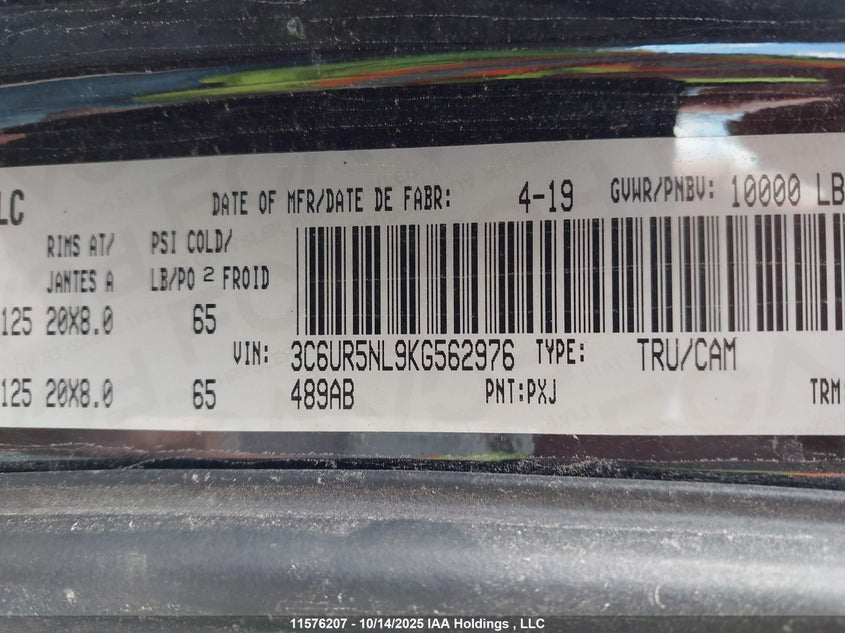 LC
DATE OF MFR/DATE DE FABR: 4-19 GVWR/PNBV: 10000 LB
RIMS AT/ PSI COLD/
JANTES A LB/PO 2 FROID
125 20X8.0 65
VIN: 3C6UR5NL9KG562976 TYPE: TRU/CAM
125 20X8.0 65 489AB PNT:PXJ TRM:
11576207 - 10/14/2025 IAA Holdings , LLC